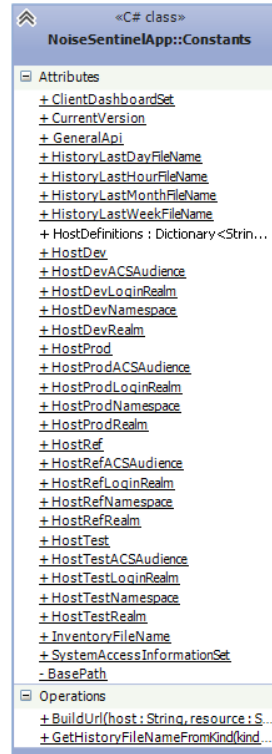 «C# class»
NoiseSentinelApp::Constants
Attributes
+ ClientDashboardSet
+ CurrentVersion
+ GeneralApi
+ HistoryLastDayFileName
+ HistoryLastHourFileName
+ HistoryLastMonthFileName
+ HistoryLastWeekFileName
+ HostDefinitions : Dictionary<Strin...
+ HostDev
+ HostDevACSAudience
+ HostDevLoginRealm
+ HostDevNamespace
+ HostDevRealm
+ HostProd
+ HostProdACSAudience
+ HostProdLoginRealm
+ HostProdNamespace
+ HostProdRealm
+ HostRef
+ HostRefACSAudience
+ HostRefLoginRealm
+ HostRefNamespace
+ HostRefRealm
+ HostTest
+ HostTestACSAudience
+ HostTestLoginRealm
+ HostTestNamespace
+ HostTestRealm
+ InventoryFileName
+ SystemAccessInformationSet
- BasePath
Operations
+ BuildUrl(host : String, resource : S...
+ GetHistoryFileNameFromKind(kind...